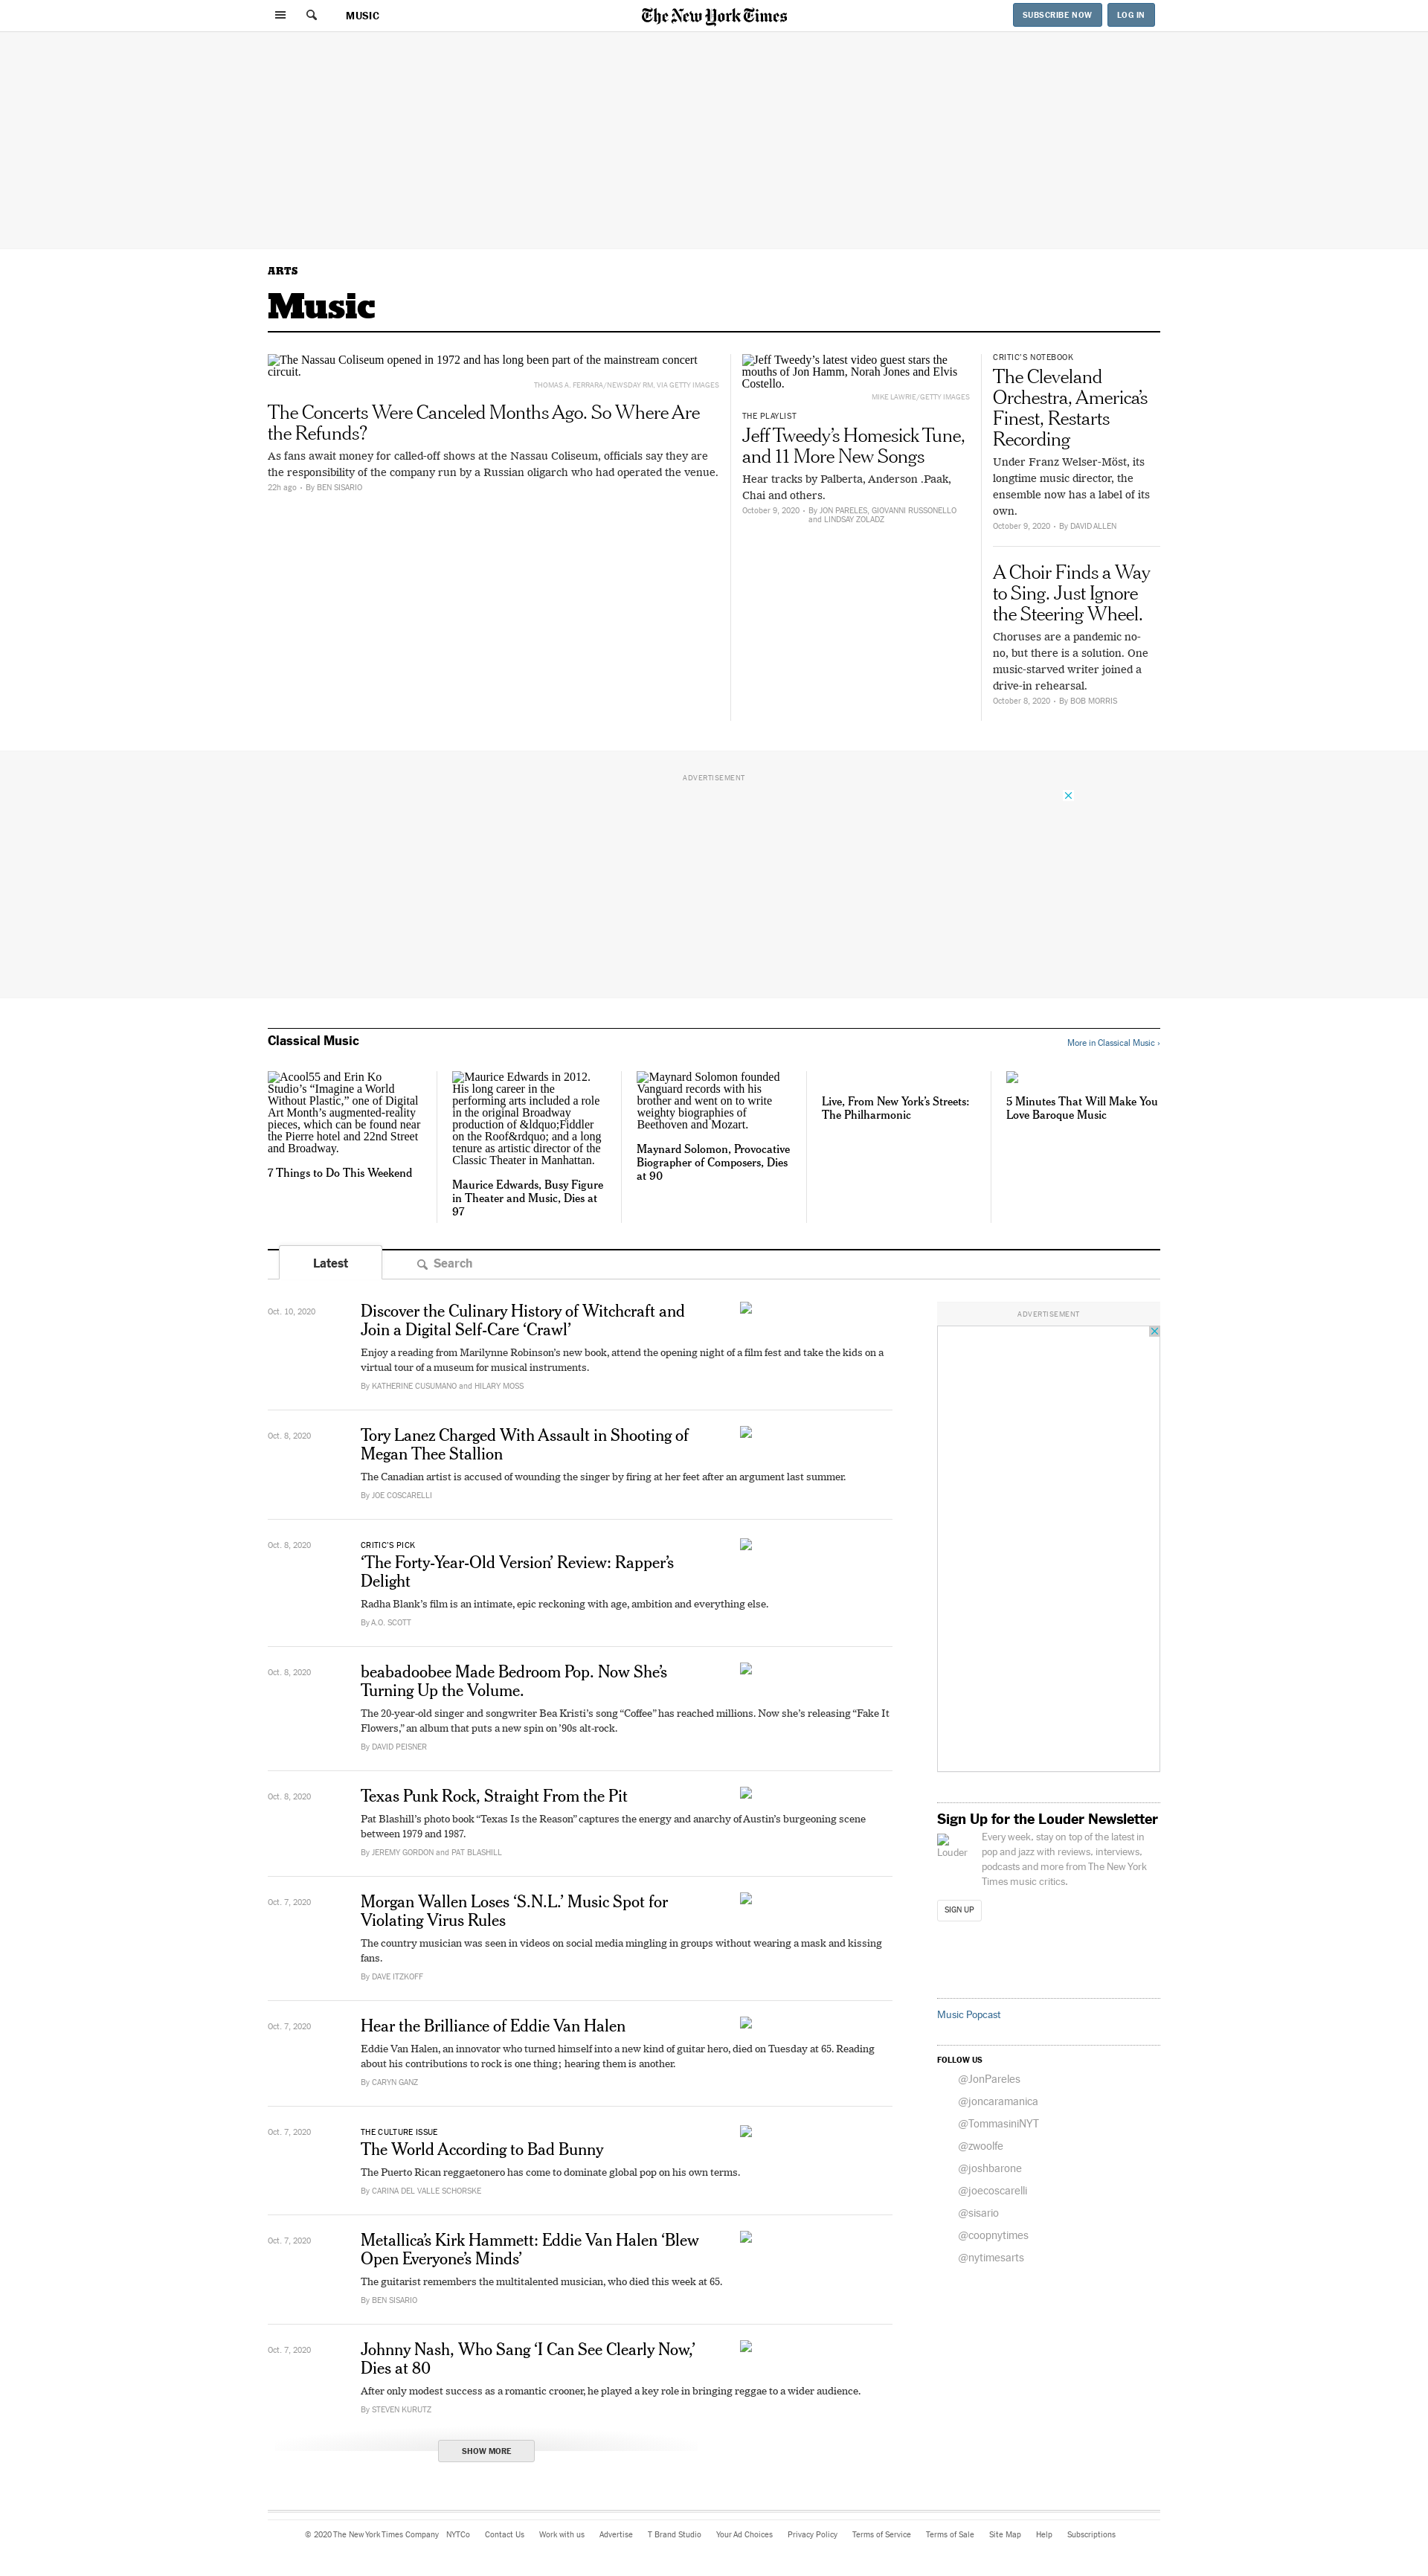 MUSIC
The New York Times
SUBSCRIBE NOW
LOG IN
ARTS
Music
The Nassau Coliseum opened in 1972 and has long been part of the mainstream concert
circuit.
THOMAS A. FERRARA/NEWSDAY RM, VIA GETTY IMAGES
The Concerts Were Canceled Months Ago. So Where Are
the Refunds?
As fans await money for called-off shows at the Nassau Coliseum, officials say they are
the responsibility of the company run by a Russian oligarch who had operated the venue.
22h ago • By BEN SISARIO
Jeff Tweedy’s latest video guest stars the
mouths of Jon Hamm, Norah Jones and Elvis
Costello.
MIKE LAWRIE/GETTY IMAGES
THE PLAYLIST
Jeff Tweedy’s Homesick Tune,
and 11 More New Songs
Hear tracks by Palberta, Anderson .Paak,
Chai and others.
October 9, 2020 • By JON PARELES, GIOVANNI RUSSONELLO
and LINDSAY ZOLADZ
CRITIC’S NOTEBOOK
The Cleveland
Orchestra, America’s
Finest, Restarts
Recording
Under Franz Welser-Möst, its
longtime music director, the
ensemble now has a label of its
own.
October 9, 2020 • By DAVID ALLEN
A Choir Finds a Way
to Sing. Just Ignore
the Steering Wheel.
Choruses are a pandemic no-
no, but there is a solution. One
music-starved writer joined a
drive-in rehearsal.
October 8, 2020 • By BOB MORRIS
ADVERTISEMENT
Classical Music
More in Classical Music ›
Acool55 and Erin Ko
Studio’s “Imagine a World
Without Plastic,” one of Digital
Art Month’s augmented-reality
pieces, which can be found near
the Pierre hotel and 22nd Street
and Broadway.
7 Things to Do This Weekend
Maurice Edwards in 2012.
His long career in the
performing arts included a role
in the original Broadway
production of &ldquo;Fiddler
on the Roof&rdquo; and a long
tenure as artistic director of the
Classic Theater in Manhattan.
Maurice Edwards, Busy Figure
in Theater and Music, Dies at
97
Maynard Solomon founded
Vanguard records with his
brother and went on to write
weighty biographies of
Beethoven and Mozart.
Maynard Solomon, Provocative
Biographer of Composers, Dies
at 90
Live, From New York’s Streets:
The Philharmonic
5 Minutes That Will Make You
Love Baroque Music
Latest
Search
Oct. 10, 2020
Discover the Culinary History of Witchcraft and
Join a Digital Self-Care ‘Crawl’
Enjoy a reading from Marilynne Robinson’s new book, attend the opening night of a film fest and take the kids on a
virtual tour of a museum for musical instruments.
By KATHERINE CUSUMANO and HILARY MOSS
Oct. 8, 2020
Tory Lanez Charged With Assault in Shooting of
Megan Thee Stallion
The Canadian artist is accused of wounding the singer by firing at her feet after an argument last summer.
By JOE COSCARELLI
Oct. 8, 2020
CRITIC’S PICK
‘The Forty-Year-Old Version’ Review: Rapper’s
Delight
Radha Blank’s film is an intimate, epic reckoning with age, ambition and everything else.
By A.O. SCOTT
Oct. 8, 2020
beabadoobee Made Bedroom Pop. Now She’s
Turning Up the Volume.
The 20-year-old singer and songwriter Bea Kristi’s song “Coffee” has reached millions. Now she’s releasing “Fake It
Flowers,” an album that puts a new spin on ’90s alt-rock.
By DAVID PEISNER
Oct. 8, 2020
Texas Punk Rock, Straight From the Pit
Pat Blashill’s photo book “Texas Is the Reason” captures the energy and anarchy of Austin’s burgeoning scene
between 1979 and 1987.
By JEREMY GORDON and PAT BLASHILL
Oct. 7, 2020
Morgan Wallen Loses ‘S.N.L.’ Music Spot for
Violating Virus Rules
The country musician was seen in videos on social media mingling in groups without wearing a mask and kissing
fans.
By DAVE ITZKOFF
Oct. 7, 2020
Hear the Brilliance of Eddie Van Halen
Eddie Van Halen, an innovator who turned himself into a new kind of guitar hero, died on Tuesday at 65. Reading
about his contributions to rock is one thing; hearing them is another.
By CARYN GANZ
Oct. 7, 2020
THE CULTURE ISSUE
The World According to Bad Bunny
The Puerto Rican reggaetonero has come to dominate global pop on his own terms.
By CARINA DEL VALLE SCHORSKE
Oct. 7, 2020
Metallica’s Kirk Hammett: Eddie Van Halen ‘Blew
Open Everyone’s Minds’
The guitarist remembers the multitalented musician, who died this week at 65.
By BEN SISARIO
Oct. 7, 2020
Johnny Nash, Who Sang ‘I Can See Clearly Now,’
Dies at 80
After only modest success as a romantic crooner, he played a key role in bringing reggae to a wider audience.
By STEVEN KURUTZ
SHOW MORE
ADVERTISEMENT
Sign Up for the Louder Newsletter
Louder
Every week, stay on top of the latest in
pop and jazz with reviews, interviews,
podcasts and more from The New York
Times music critics.
SIGN UP
Music Popcast
FOLLOW US
@JonPareles
@joncaramanica
@TommasiniNYT
@zwoolfe
@joshbarone
@joecoscarelli
@sisario
@coopnytimes
@nytimesarts
© 2020 The New York Times Company NYTCo Contact Us Work with us Advertise T Brand Studio Your Ad Choices Privacy Policy Terms of Service Terms of Sale Site Map Help Subscriptions